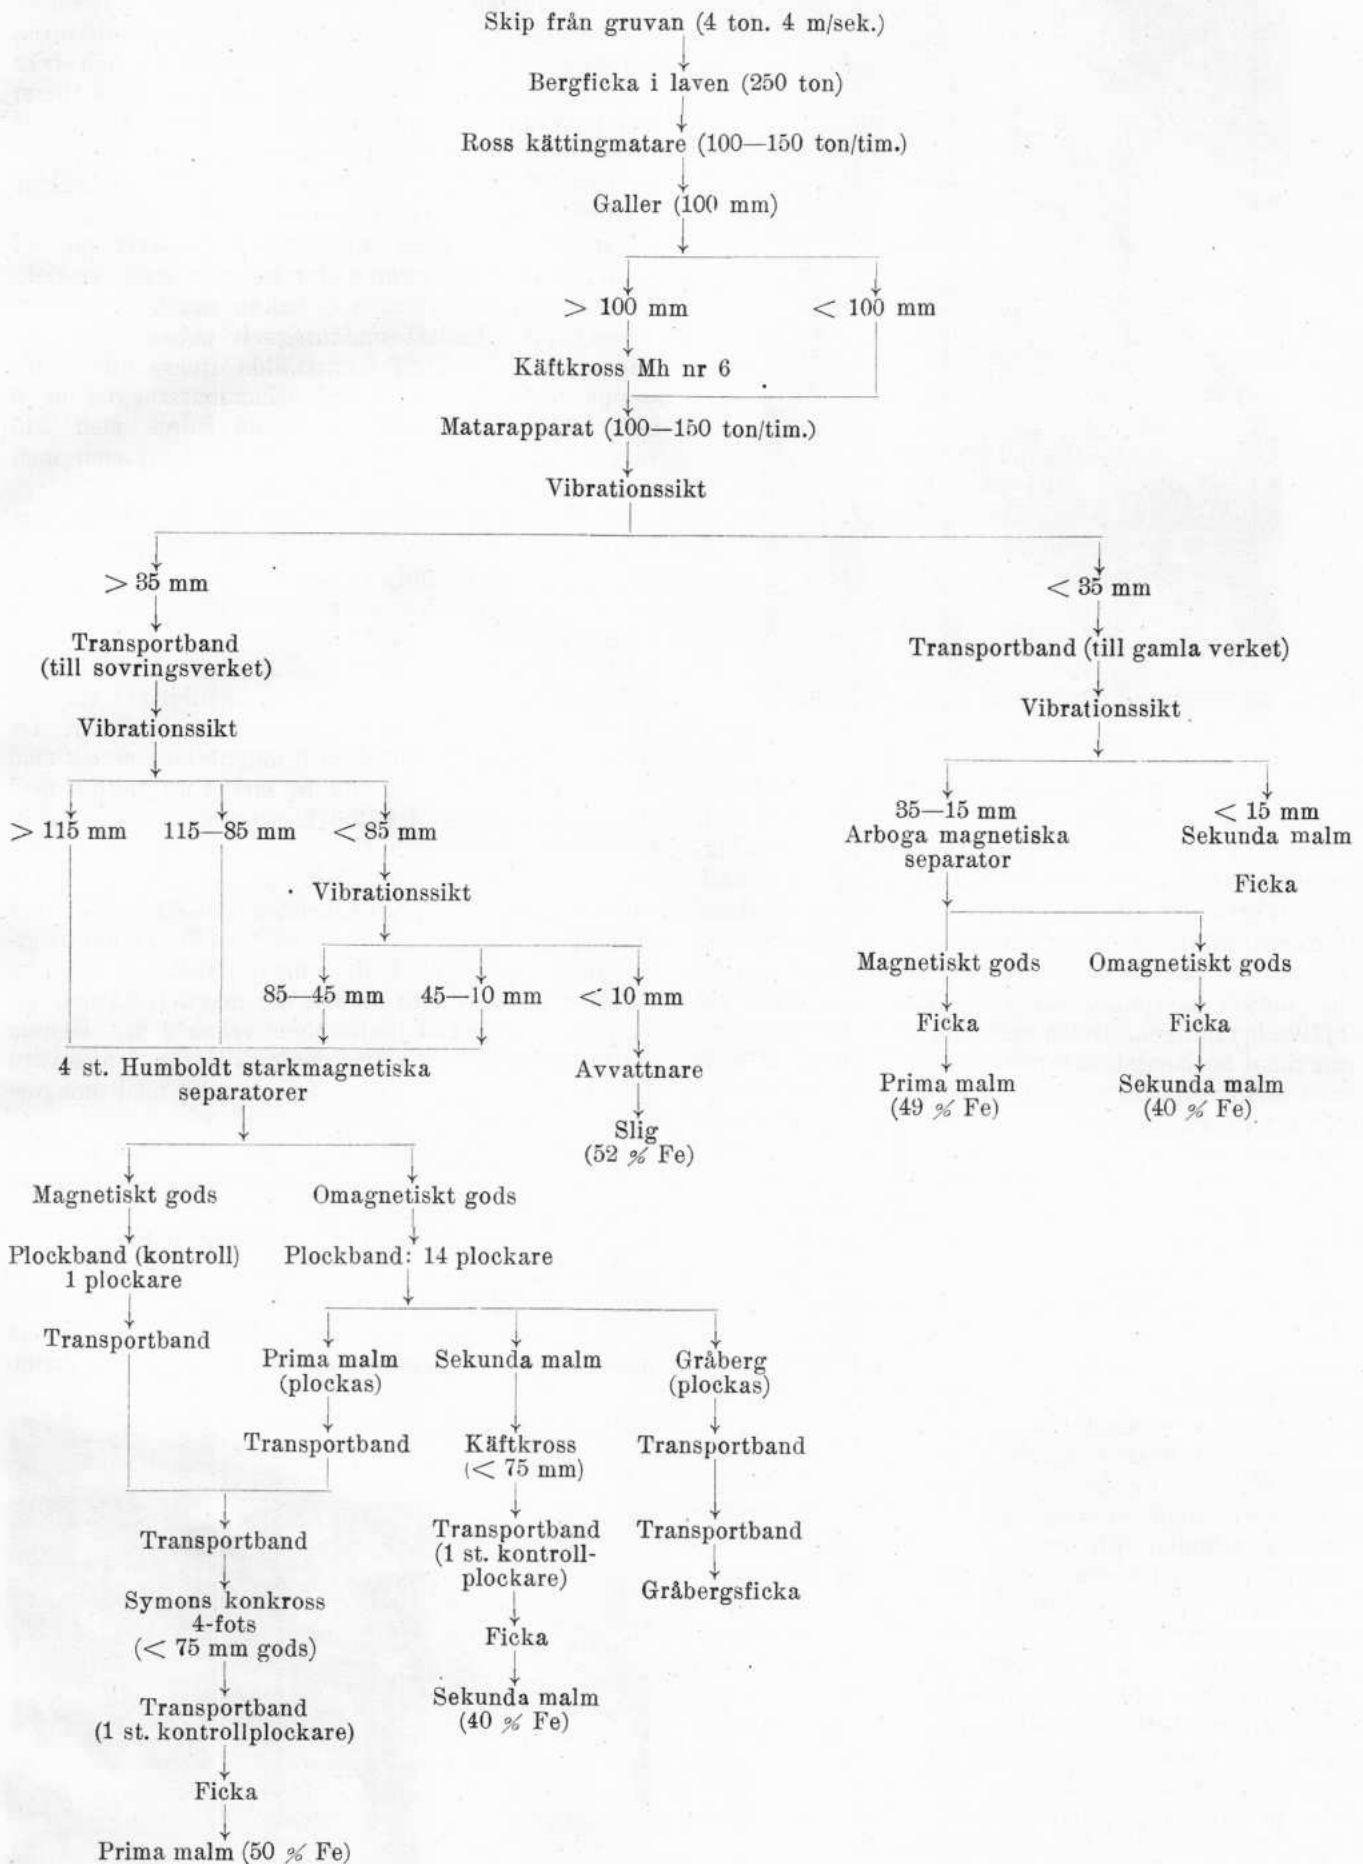 Skip från gruvan (4 ton. 4 m/sek.)
Bergficka i laven (250 ton)
Ross kättingmatare (100—150 ton/tim.)
Galler (100 mm)
> 100 mm
< 100 mm
Käftkross Mh nr 6
Matarapparat (100—150 ton/tim.)
Vibrationssikt
> 35 mm
Transportband
(till sovringsverket)
Vibrationssikt
> 115 mm
115—85 mm
< 85 mm
Vibrationssikt
85—45 mm
45—10 mm
< 10 mm
4 st. Humboldt starkmagnetiska
separatorer
Avvattnare
Slig
(52 % Fe)
Magnetiskt gods
Omagnetiskt gods
Plockband (kontroll)
1 plockare
Plockband: 14 plockare
Transportband
Prima malm
(plockas)
Sekunda malm
Gråberg
(plockas)
Transportband
Käftkross
(< 75 mm)
Transportband
Transportband
Transportband
(1 st. kontroll-
plockare)
Transportband
Symons konkross
4-fots
(< 75 mm gods)
Gråbergsficka
Ficka
Transportband
(1 st. kontrollplockare)
Sekunda malm
(40 % Fe)
Ficka
Prima malm (50 % Fe)
< 35 mm
Transportband (till gamla verket)
Vibrationssikt
35—15 mm
Arboga magnetiska
separator
< 15 mm
Sekunda malm
Ficka
Magnetiskt gods
Omagnetiskt gods
Ficka
Ficka
Prima malm
(49 % Fe)
Sekunda malm
(40 % Fe)